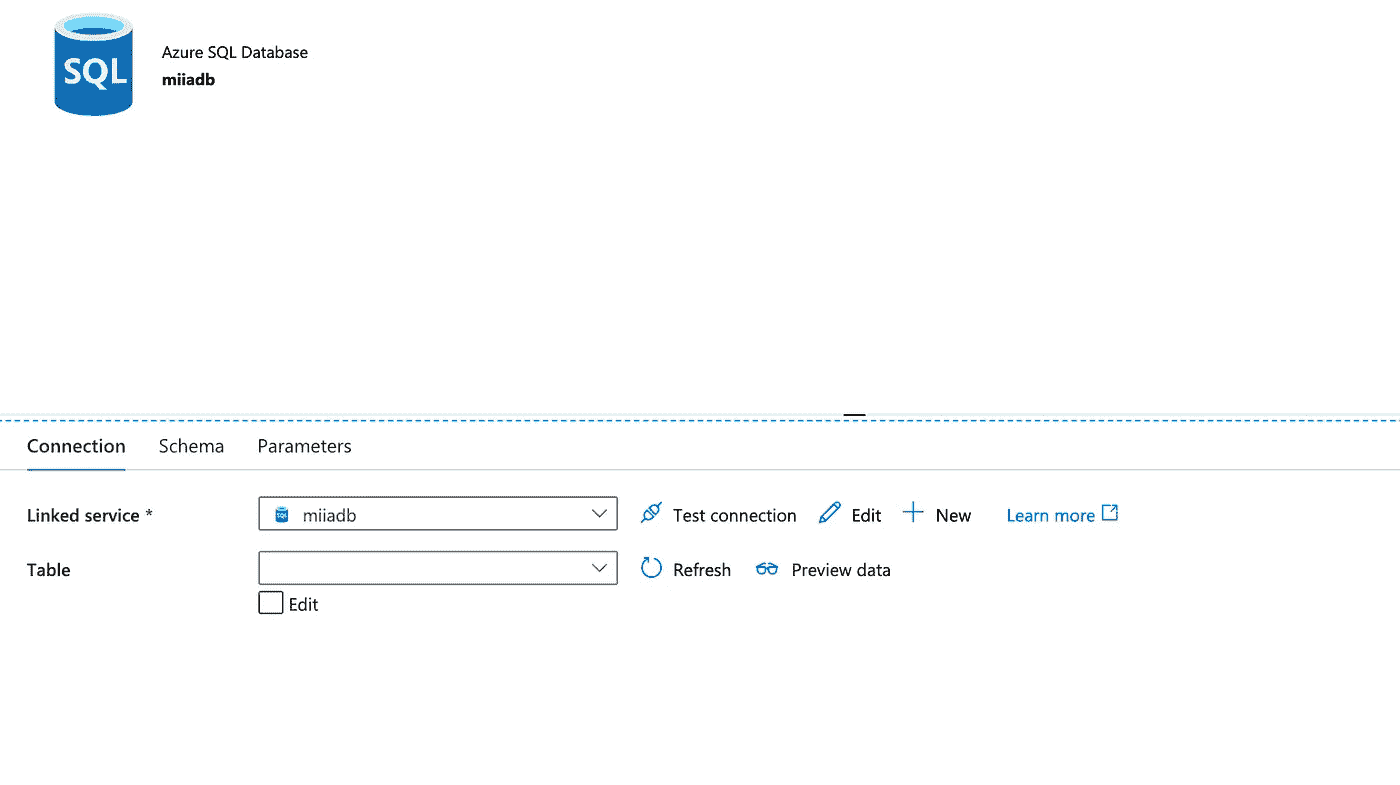 SQL
Azure SQL Database
miiadb
Connection Schema Parameters
Linked service * SQL miiadb Test connection Edit New Learn more
Table Refresh Preview data
Edit